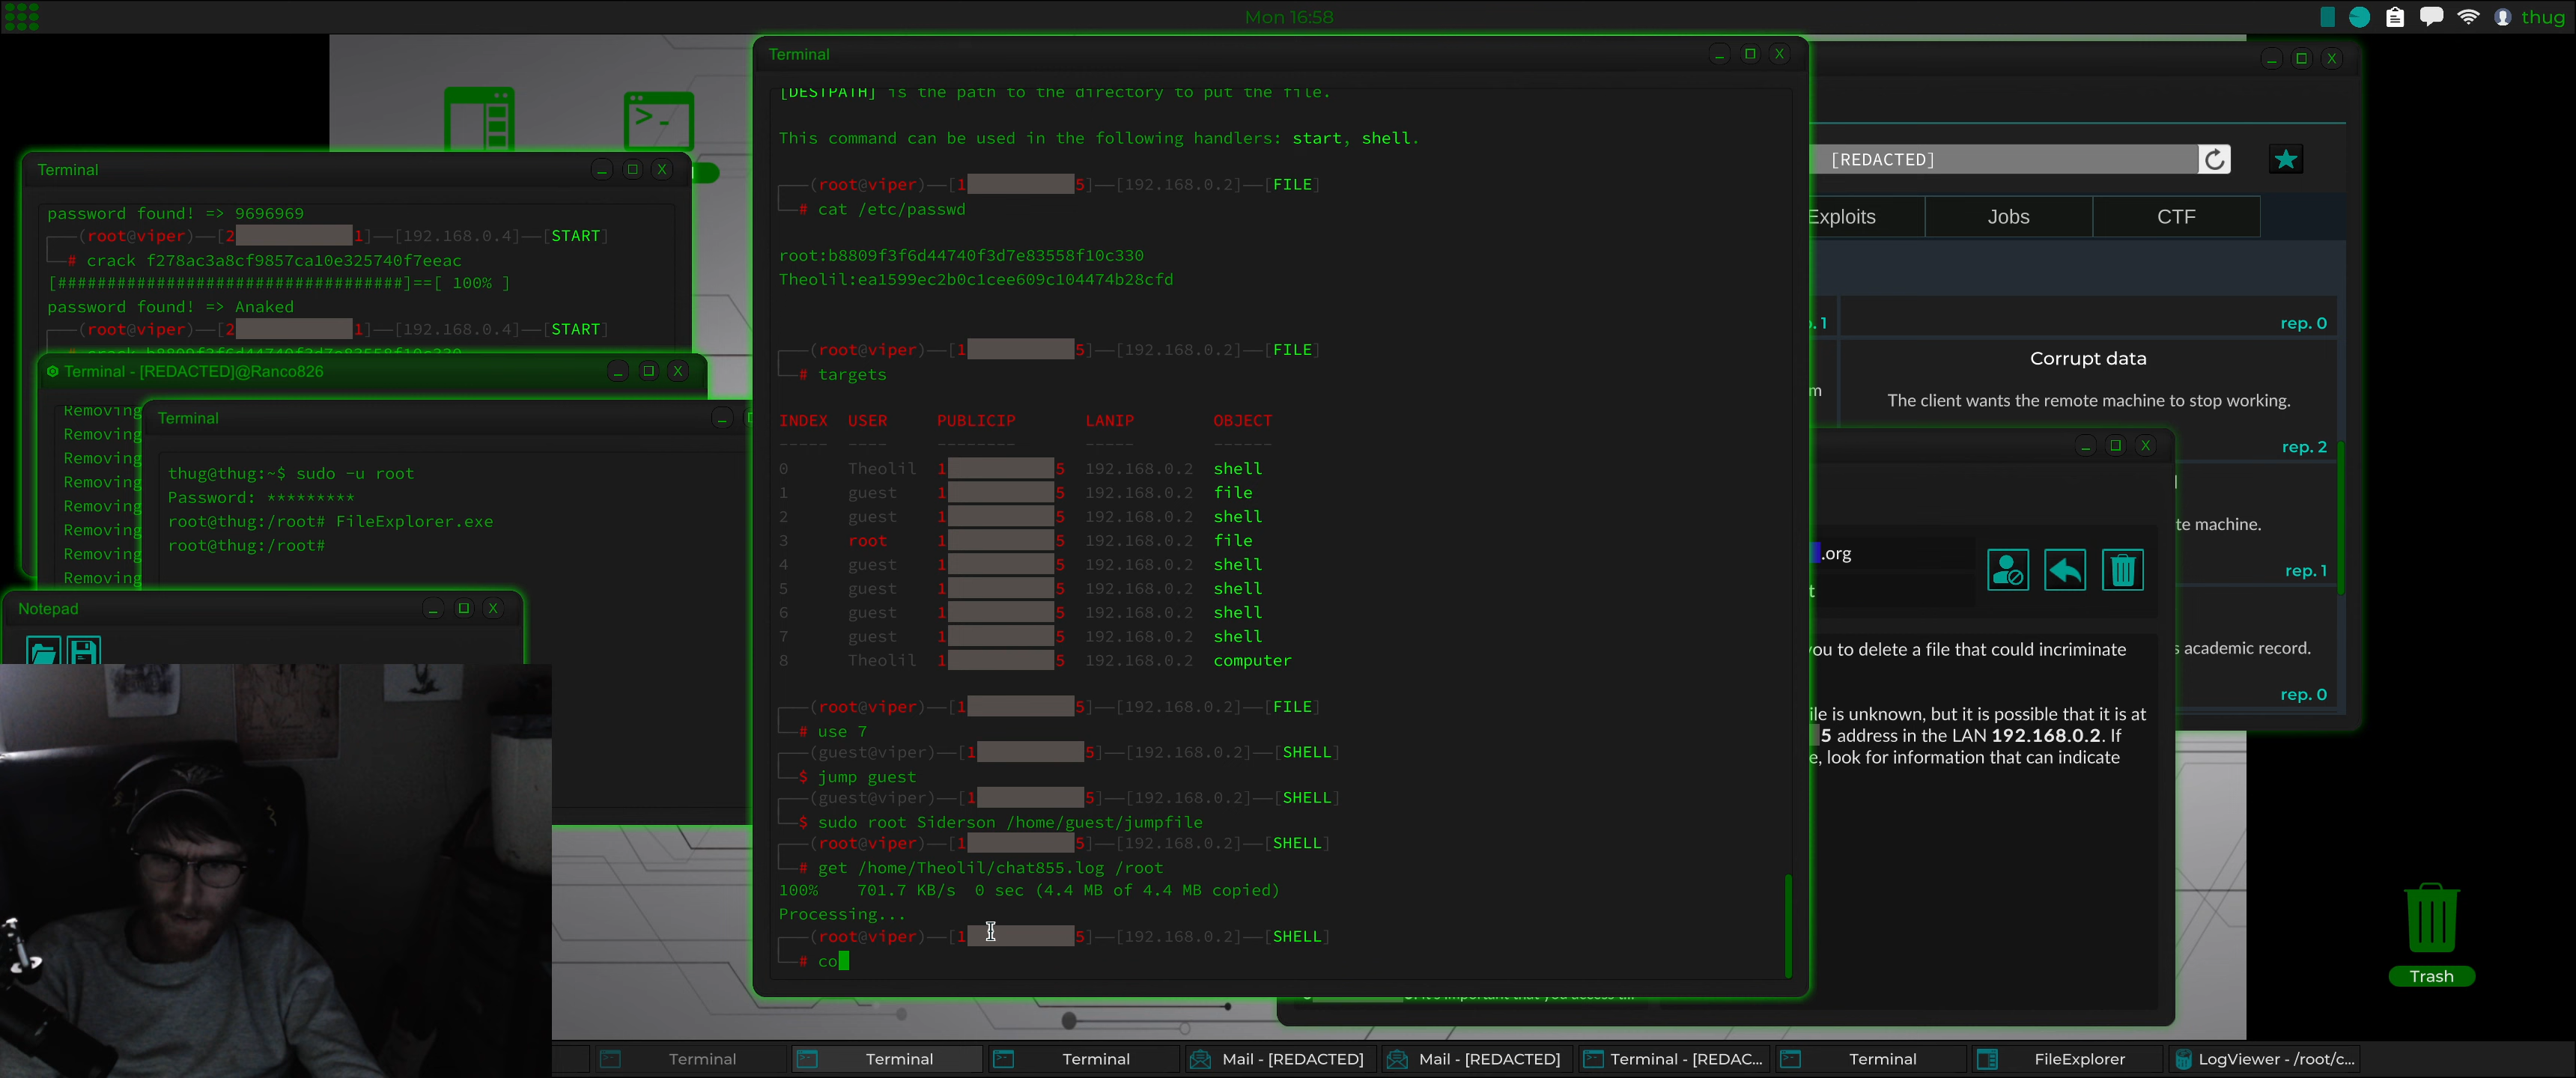 Mon 16:58
thug
Terminal
password found! => 9696969
(root@viper)—[2 1]—[192.168.0.4]—[START]
# crack f278ac3a8cf9857ca10e325740f7eeac
[###################################]==[ 100% ]
password found! => Anaked
(root@viper)—[2 1]—[192.168.0.4]—[START]
# crack b8809f3f6d44740f3d7e83558f10c330
Terminal - [REDACTED]@Ranco826
Removing
Removing
Removing
Removing
Removing
Removing
Removing
Removing
Terminal
thug@thug:~$ sudo -u root
Password: *********
root@thug:/root# FileExplorer.exe
root@thug:/root#
Notepad
Terminal
[DESTPATH] is the path to the directory to put the file.
This command can be used in the following handlers: start, shell.
(root@viper)—[1 5]—[192.168.0.2]—[FILE]
# cat /etc/passwd
root:b8809f3f6d44740f3d7e83558f10c330
Theolil:ea1599ec2b0c1cee609c104474b28cfd
(root@viper)—[1 5]—[192.168.0.2]—[FILE]
# targets
INDEX USER PUBLICIP LANIP OBJECT
----- ---- -------- ----- ------
0 Theolil 1 5 192.168.0.2 shell
1 guest 1 5 192.168.0.2 file
2 guest 1 5 192.168.0.2 shell
3 root 1 5 192.168.0.2 file
4 guest 1 5 192.168.0.2 shell
5 guest 1 5 192.168.0.2 shell
6 guest 1 5 192.168.0.2 shell
7 guest 1 5 192.168.0.2 shell
8 Theolil 1 5 192.168.0.2 computer
(root@viper)—[1 5]—[192.168.0.2]—[FILE]
# use 7
(guest@viper)—[1 5]—[192.168.0.2]—[SHELL]
$ jump guest
(guest@viper)—[1 5]—[192.168.0.2]—[SHELL]
$ sudo root Siderson /home/guest/jumpfile
(root@viper)—[1 5]—[192.168.0.2]—[SHELL]
# get /home/Theolil/chat855.log /root
100% 701.7 KB/s 0 sec (4.4 MB of 4.4 MB copied)
Processing...
(root@viper)—[1 5]—[192.168.0.2]—[SHELL]
# co
[REDACTED]
Exploits
Jobs
CTF
. 1
rep. 0
Corrupt data
m
The client wants the remote machine to stop working.
rep. 2
te machine.
rep. 1
s academic record.
rep. 0
.org
t
you to delete a file that could incriminate
ile is unknown, but it is possible that it is at
5 address in the LAN 192.168.0.2. If
e, look for information that can indicate
Trash
Terminal
Terminal
Terminal
Mail - [REDACTED]
Mail - [REDACTED]
Terminal - [REDAC...
Terminal
FileExplorer
LogViewer - /root/c...